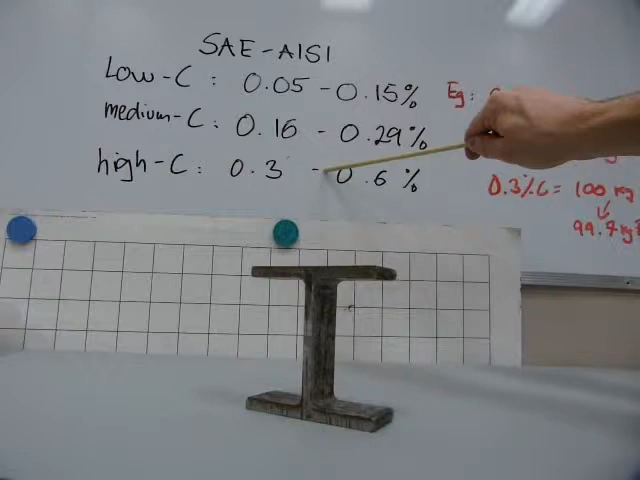 SAE-AISI
Low-C : 0.05 - 0.15%
medium-C : 0.16 - 0.29%
high-C : 0.3 - 0.6 %
Eg:
0.3%C = 100 kg
99.7kg